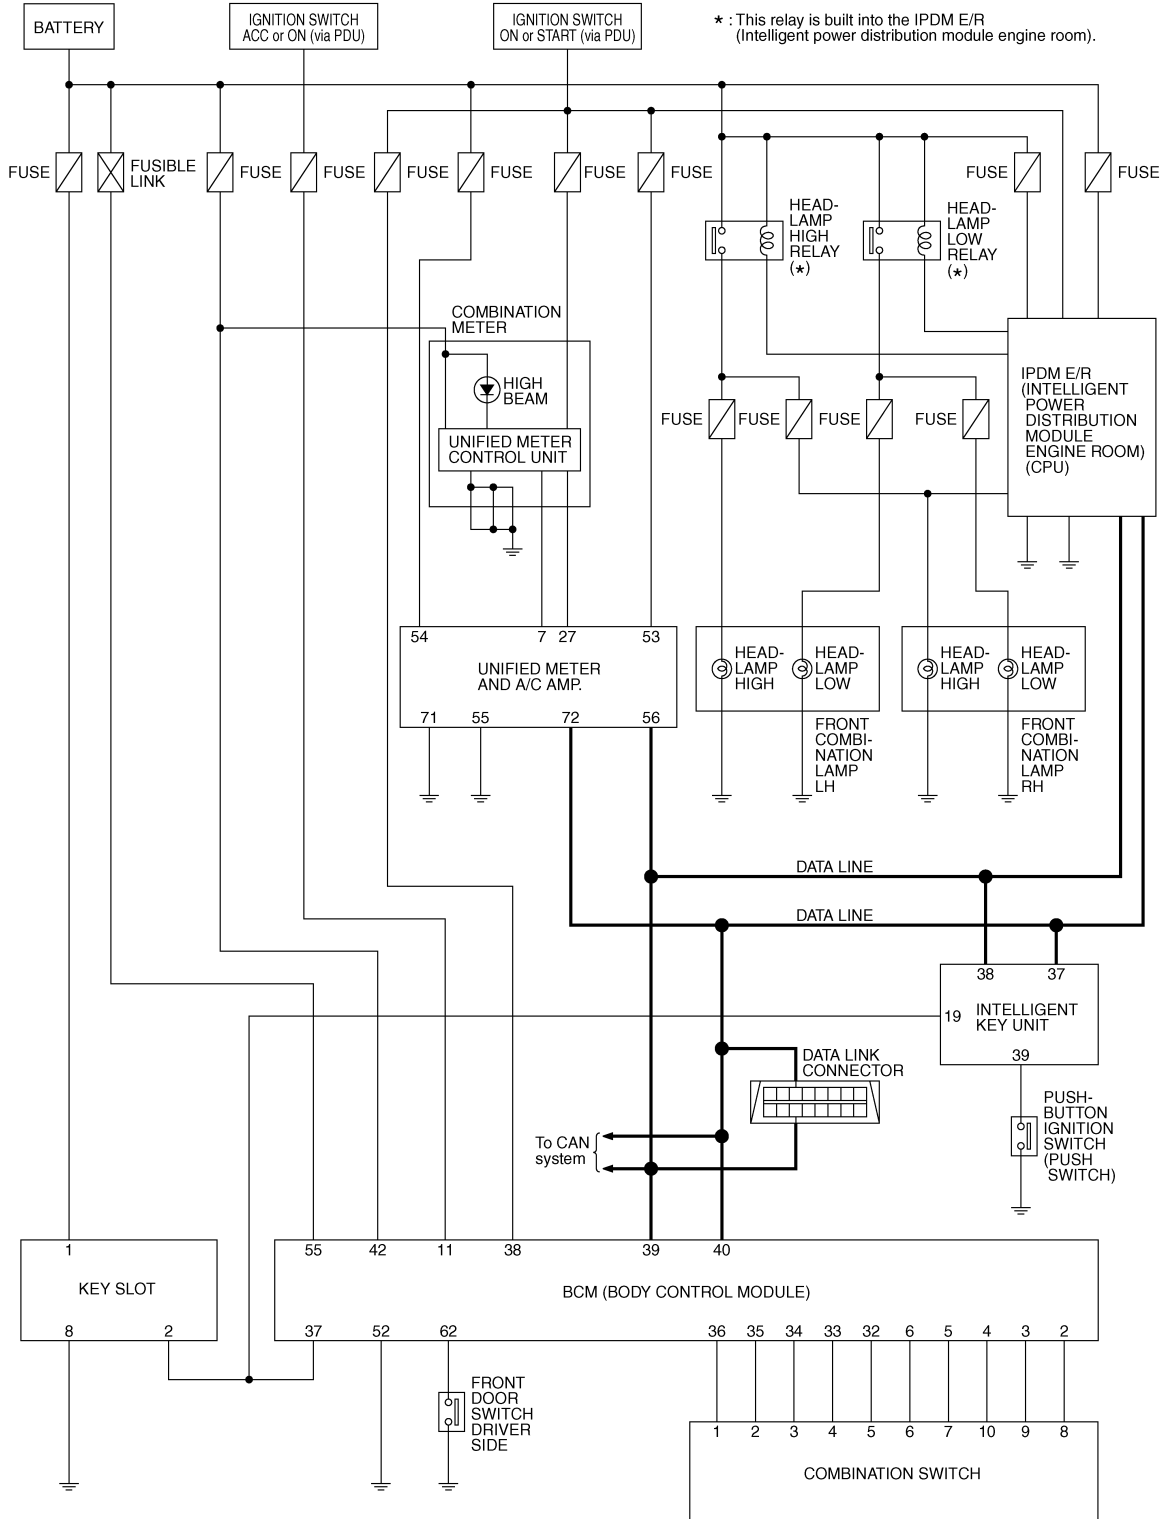 BATTERY
IGNITION SWITCH
ACC or ON (via PDU)
IGNITION SWITCH
ON or START (via PDU)
* : This relay is built into the IPDM E/R
(Intelligent power distribution module engine room).
FUSE
FUSIBLE
LINK
FUSE
FUSE
FUSE
FUSE
FUSE
FUSE
FUSE
FUSE
HEAD-
LAMP
HIGH
RELAY
(*)
HEAD-
LAMP
LOW
RELAY
(*)
COMBINATION
METER
HIGH
BEAM
UNIFIED METER
CONTROL UNIT
FUSE
FUSE
FUSE
FUSE
IPDM E/R
(INTELLIGENT
POWER
DISTRIBUTION
MODULE
ENGINE ROOM)
(CPU)
54
7
27
53
UNIFIED METER
AND A/C AMP.
71
55
72
56
HEAD-
LAMP
HIGH
HEAD-
LAMP
LOW
HEAD-
LAMP
HIGH
HEAD-
LAMP
LOW
FRONT
COMBI-
NATION
LAMP
LH
FRONT
COMBI-
NATION
LAMP
RH
DATA LINE
DATA LINE
38
37
19
INTELLIGENT
KEY UNIT
39
DATA LINK
CONNECTOR
PUSH-
BUTTON
IGNITION
SWITCH
(PUSH
SWITCH)
To CAN
system
1
KEY SLOT
8
2
55
42
11
38
39
40
BCM (BODY CONTROL MODULE)
37
52
62
36
35
34
33
32
6
5
4
3
2
FRONT
DOOR
SWITCH
DRIVER
SIDE
1
2
3
4
5
6
7
10
9
8
COMBINATION SWITCH